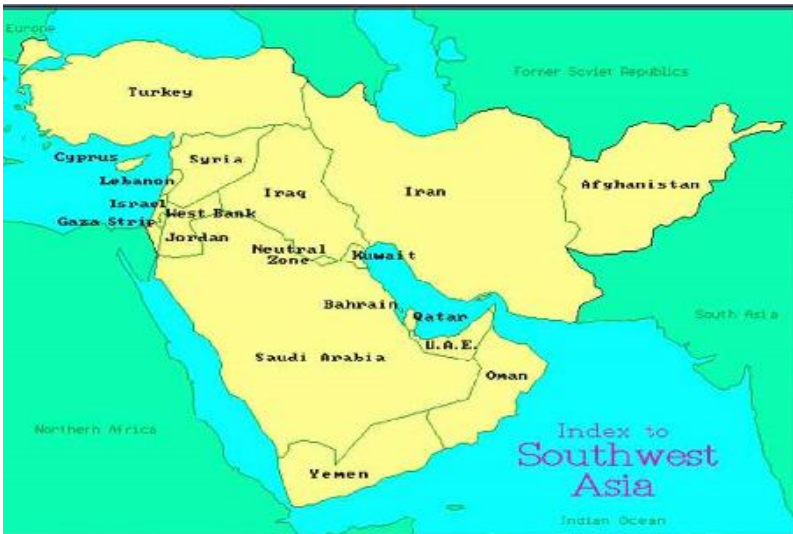 Europe
Former Soviet Republics
Turkey
Cyprus
Syria
Lebanon
Iraq
Iran
Afghanistan
Israel
West Bank
Gaza Strip
Jordan
Neutral
Zone
Kuwait
Bahrain
Qatar
South Asia
U.A.E.
Saudi Arabia
Oman
Northern Africa
Yemen
Index to
Southwest
Asia
Indian Ocean